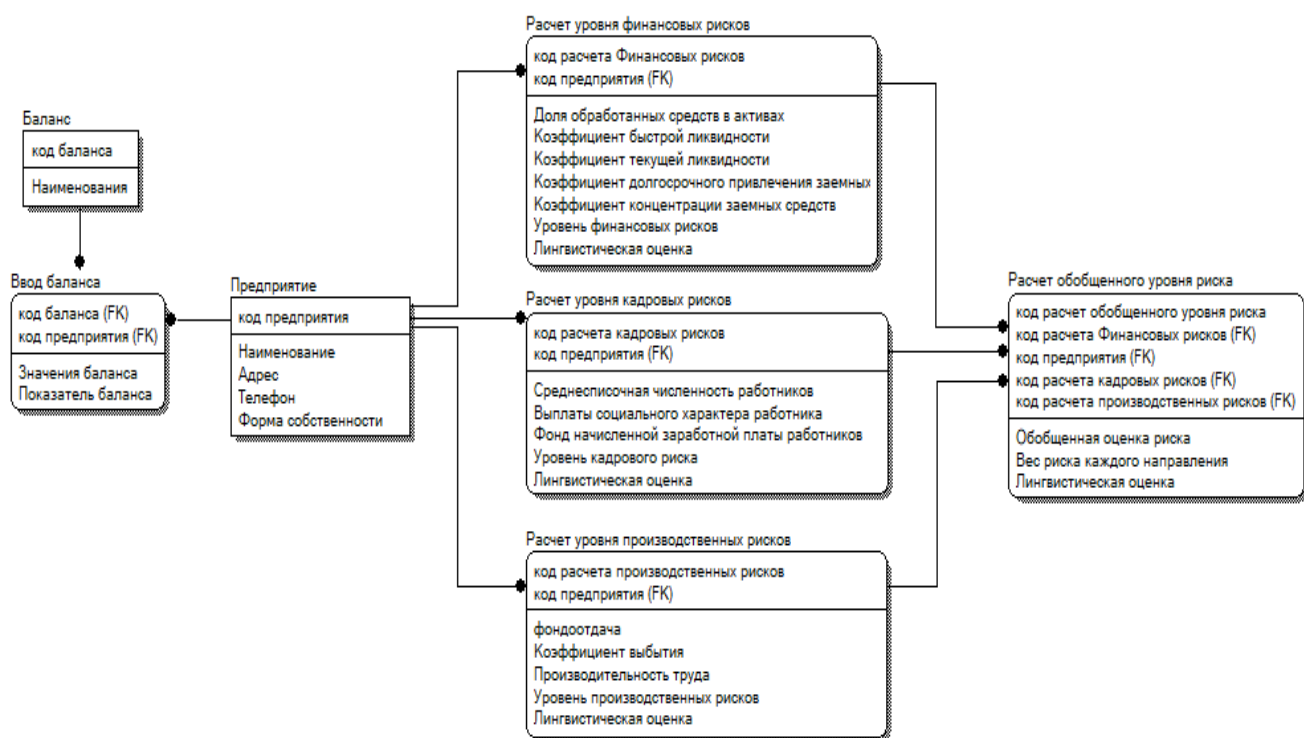 Баланс
код баланса
Наименования
Ввод баланса
код баланса (FK)
код предприятия (FK)
Значения баланса
Показатель баланса
Предприятие
код предприятия
Наименование
Адрес
Телефон
Форма собственности
Расчет уровня финансовых рисков
код расчета Финансовых рисков
код предприятия (FK)
Доля обработанных средств в активах
Коэффициент быстрой ликвидности
Коэффициент текущей ликвидности
Коэффициент долгосрочного привлечения заемных
Коэффициент концентрации заемных средств
Уровень финансовых рисков
Лингвистическая оценка
Расчет уровня кадровых рисков
код расчета кадровых рисков
код предприятия (FK)
Среднесписочная численность работников
Выплаты социального характера работника
Фонд начисленной заработной платы работников
Уровень кадрового риска
Лингвистическая оценка
Расчет уровня производственных рисков
код расчета производственных рисков
код предприятия (FK)
фондоотдача
Коэффициент выбытия
Производительность труда
Уровень производственных рисков
Лингвистическая оценка
Расчет обобщенного уровня риска
код расчет обобщенного уровня риска
код расчета Финансовых рисков (FK)
код предприятия (FK)
код расчета кадровых рисков (FK)
код расчета производственных рисков (FK)
Обобщенная оценка риска
Вес риска каждого направления
Лингвистическая оценка